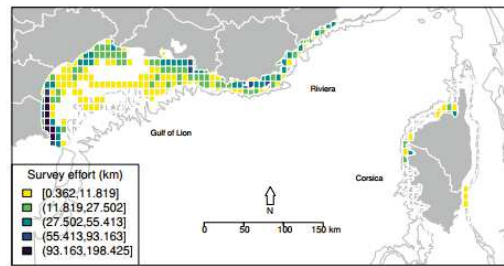 Riviera
Gulf of Lion
Corsica
Survey effort (km)
[0.362,11.819]
(11.819,27.502]
(27.502,55.413]
(55.413,93.163]
(93.163,198.425]
N
0 50 100 150 km